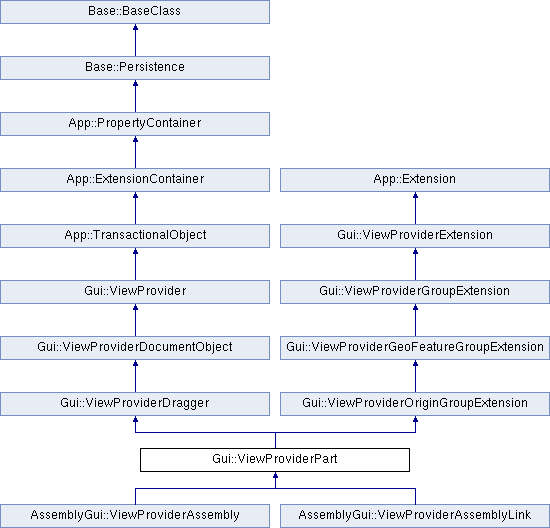 Base::BaseClass
Base::Persistence
App::PropertyContainer
App::ExtensionContainer
App::Extension
App::TransactionalObject
Gui::ViewProviderExtension
Gui::ViewProvider
Gui::ViewProviderGroupExtension
Gui::ViewProviderDocumentObject
Gui::ViewProviderGeoFeatureGroupExtension
Gui::ViewProviderDragger
Gui::ViewProviderOriginGroupExtension
Gui::ViewProviderPart
AssemblyGui::ViewProviderAssembly
AssemblyGui::ViewProviderAssemblyLink